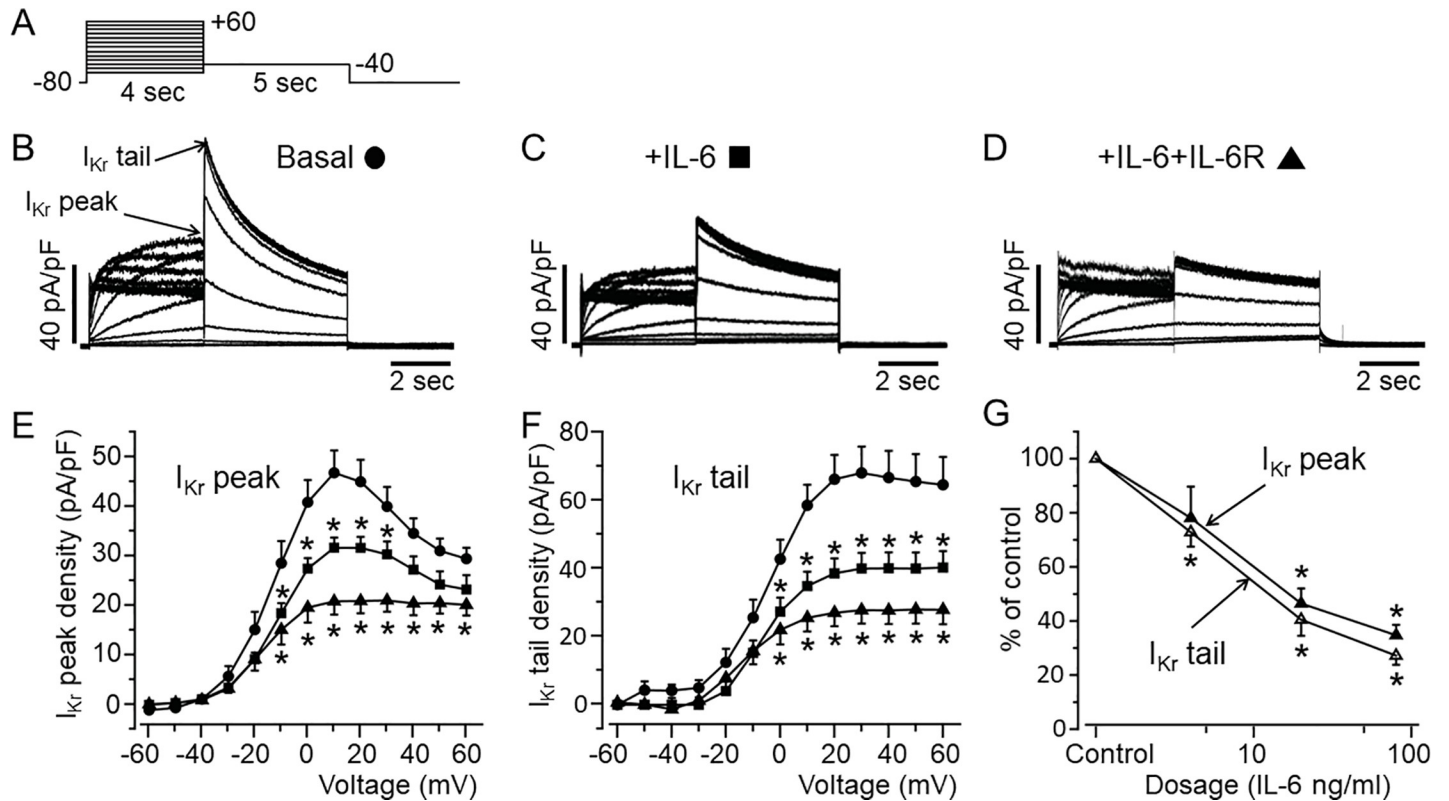 A
+60
-80
-40
4 sec
5 sec
B
IKr tail
Basal
IKr peak
40 pA/pF
2 sec
C
+IL-6
40 pA/pF
2 sec
D
+IL-6+IL-6R
40 pA/pF
2 sec
E
IKr peak density (pA/pF)
50
40
30
20
10
0
IKr peak
* * * * *
* * * * * * * *
-60 -40 -20 0 20 40 60
Voltage (mV)
F
IKr tail density (pA/pF)
80
60
40
20
0
IKr tail
* * * * * * *
* * * * * * *
-60 -40 -20 0 20 40 60
Voltage (mV)
G
% of control
100
80
60
40
20
0
IKr peak
IKr tail
* * *
* *
Control 10 100
Dosage (IL-6 ng/ml)